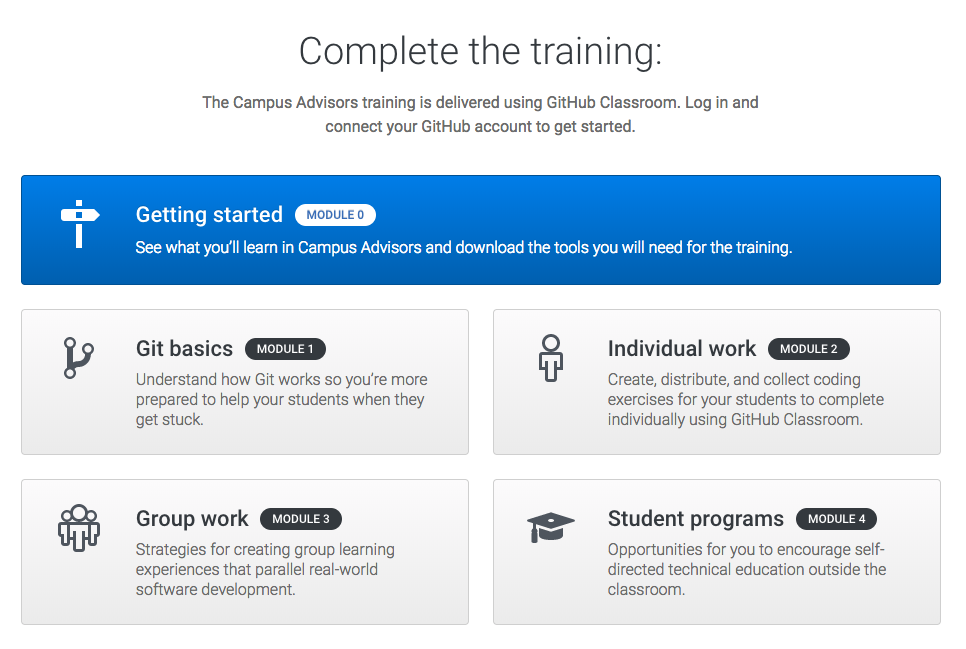 Complete the training:
The Campus Advisors training is delivered using GitHub Classroom. Log in and
connect your GitHub account to get started.
Getting started MODULE 0
See what you’ll learn in Campus Advisors and download the tools you will need for the training.
Git basics MODULE 1
Understand how Git works so you’re more
prepared to help your students when they
get stuck.
Individual work MODULE 2
Create, distribute, and collect coding
exercises for your students to complete
individually using GitHub Classroom.
Group work MODULE 3
Strategies for creating group learning
experiences that parallel real-world
software development.
Student programs MODULE 4
Opportunities for you to encourage self-
directed technical education outside the
classroom.